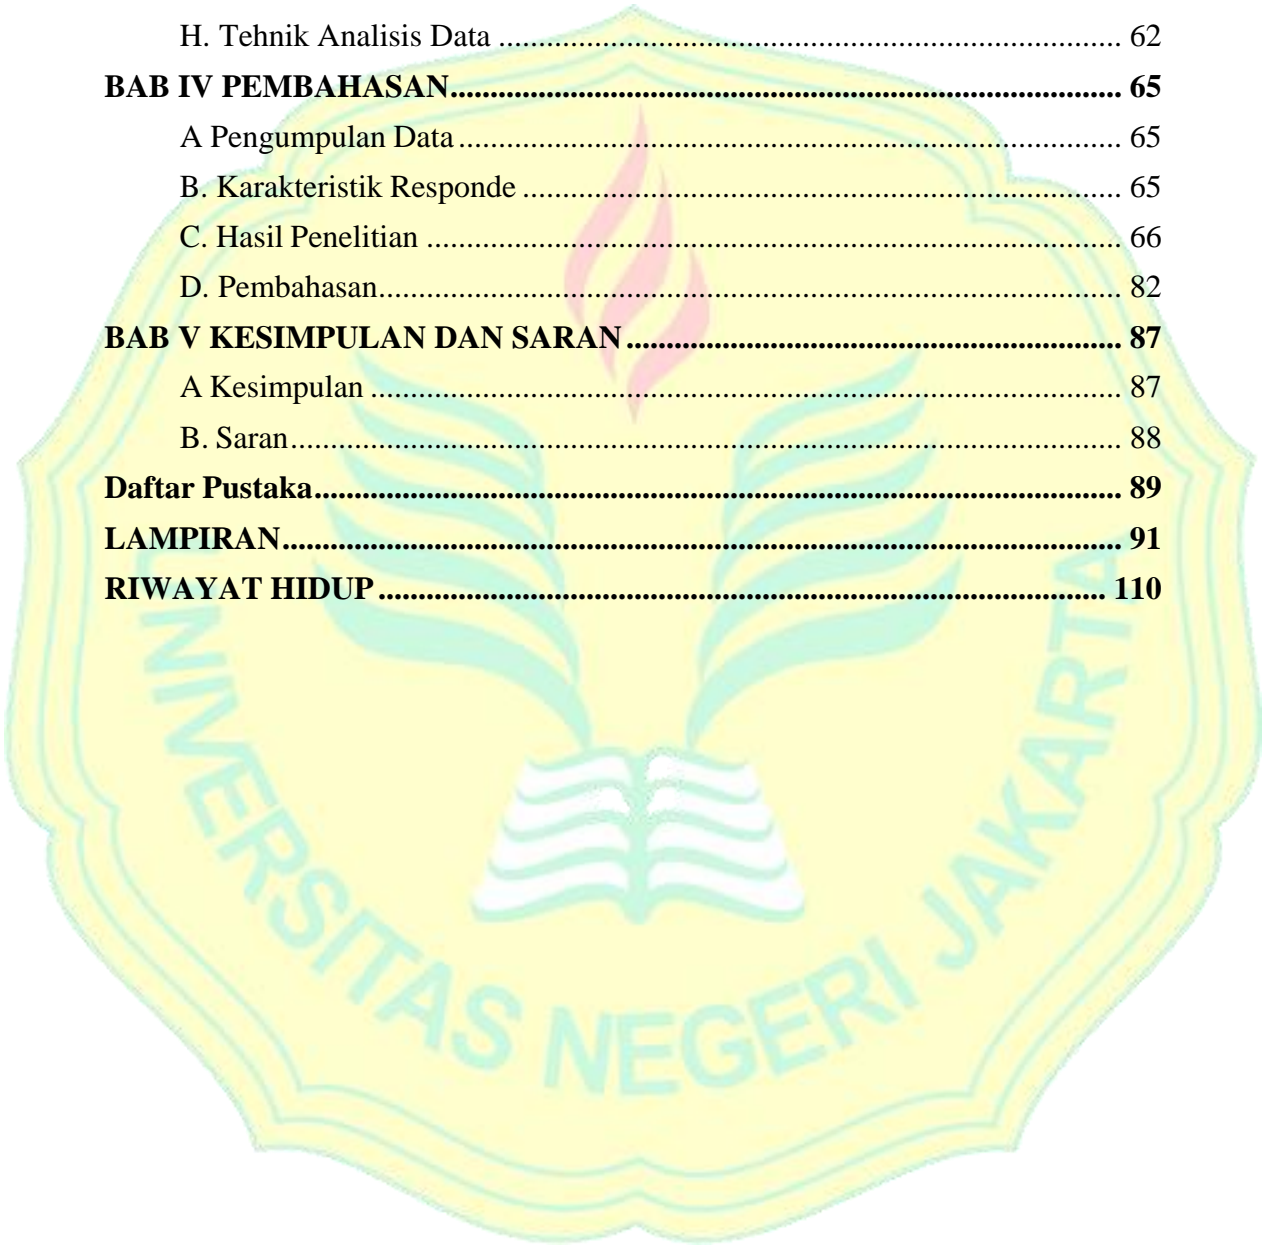 H. Tehnik Analisis Data ........................................................................... 62
BAB IV PEMBAHASAN................................................................................. 65
A Pengumpulan Data ................................................................................ 65
B. Karakteristik Responde ........................................................................ 65
C. Hasil Penelitian .................................................................................... 66
D. Pembahasan.......................................................................................... 82
BAB V KESIMPULAN DAN SARAN ............................................................ 87
A Kesimpulan ........................................................................................... 87
B. Saran..................................................................................................... 88
Daftar Pustaka.................................................................................................. 89
LAMPIRAN...................................................................................................... 91
RIWAYAT HIDUP ........................................................................................ 110
UNIVERSITAS NEGERI JAKARTA